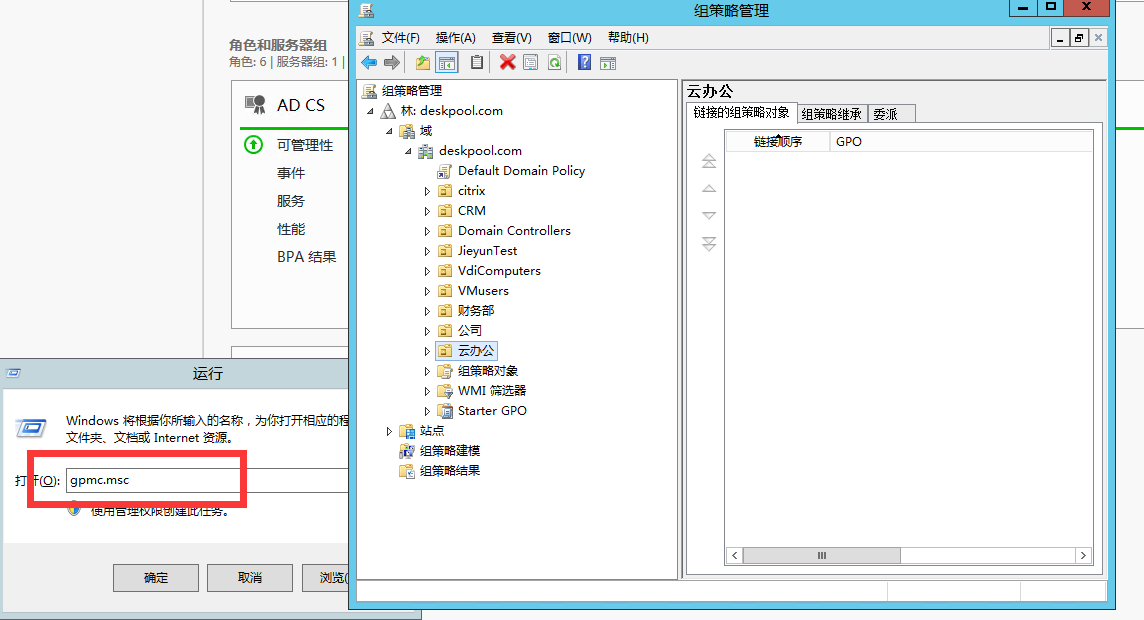 角色和服务器组
角色: 6 | 服务器组: 1 |
AD CS
可管理性
事件
服务
性能
BPA 结果
运行
Windows 将根据你所输入的名称，为你打开相应的程
文件夹、文档或 Internet 资源。
打开(O):
gpmc.msc
使用管理权限创建此任务。
确定
取消
浏览(
组策略管理
文件(F)
操作(A)
查看(V)
窗口(W)
帮助(H)
组策略管理
林: deskpool.com
域
deskpool.com
Default Domain Policy
citrix
CRM
Domain Controllers
JieyunTest
VdiComputers
VMusers
财务部
公司
云办公
组策略对象
WMI 筛选器
Starter GPO
站点
组策略建模
组策略结果
云办公
链接的组策略对象
组策略继承
委派
链接顺序
GPO